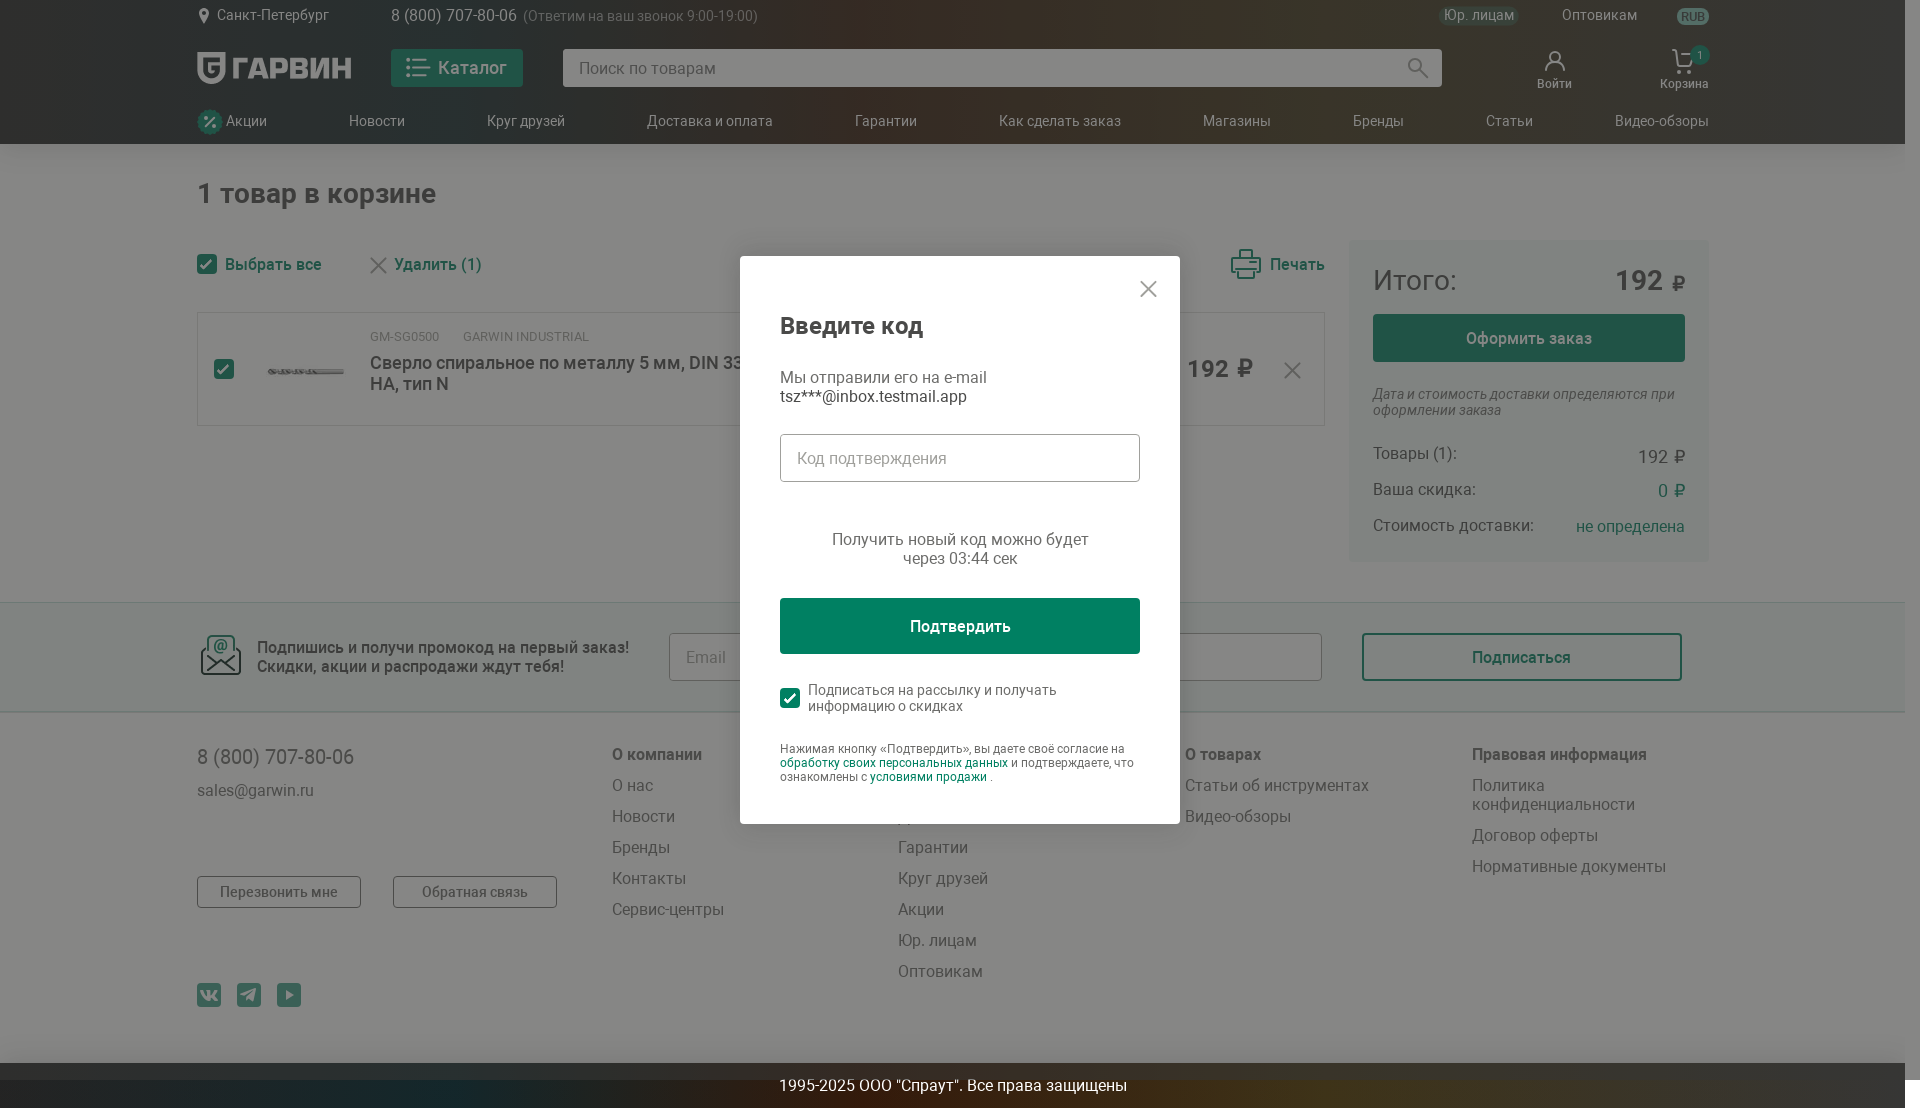 Санкт-Петербург
8 (800) 707-80-06 (Ответим на ваш звонок 9:00-19:00)
Юр. лицам
Оптовикам
RUB
ГАРВИН
Каталог
Поиск по товарам
Войти
1
Корзина
Акции
Новости
Круг друзей
Доставка и оплата
Гарантии
Как сделать заказ
Магазины
Бренды
Статьи
Видео-обзоры
1 товар в корзине
Выбрать все
Удалить (1)
Печать
GM-SG0500
GARWIN INDUSTRIAL
Сверло спиральное по металлу 5 мм, DIN 33
НА, тип N
192 ₽
Итого:
192 ₽
Оформить заказ
Дата и стоимость доставки определяются при
оформлении заказа
Товары (1):
192 ₽
Ваша скидка:
0 ₽
Стоимость доставки:
не определена
Введите код
Мы отправили его на e-mail
tsz***@inbox.testmail.app
Код подтверждения
Получить новый код можно будет
через 03:44 сек
Подтвердить
Подписаться на рассылку и получать
информацию о скидках
Нажимая кнопку «Подтвердить», вы даете своё согласие на
обработку своих персональных данных и подтверждаете, что
ознакомлены с условиями продажи .
Подпишись и получи промокод на первый заказ!
Скидки, акции и распродажи ждут тебя!
Email
Подписаться
8 (800) 707-80-06
sales@garwin.ru
Перезвонить мне
Обратная связь
О компании
О нас
Новости
Бренды
Контакты
Сервис-центры
Гарантии
Круг друзей
Акции
Юр. лицам
Оптовикам
О товарах
Статьи об инструментах
Видео-обзоры
Правовая информация
Политика
конфиденциальности
Договор оферты
Нормативные документы
1995-2025 ООО "Спраут". Все права защищены